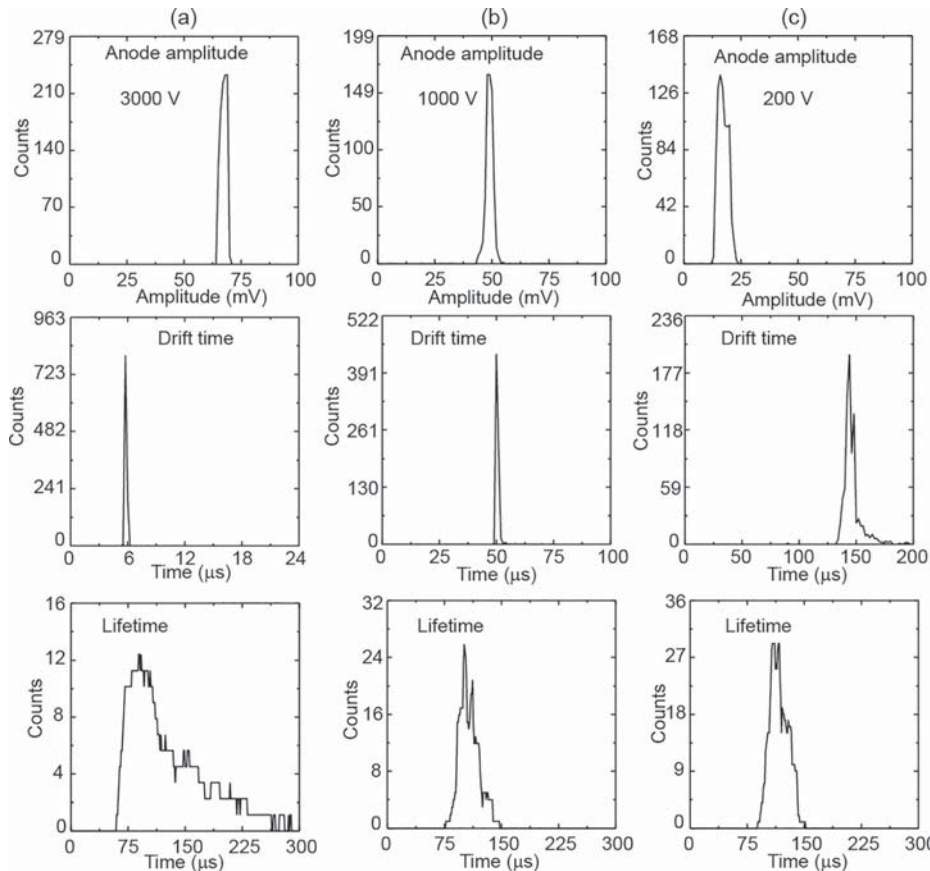 (a) (b) (c)
279 199 168
Anode amplitude Anode amplitude Anode amplitude
3000 V 1000 V 200 V
210 149 126
Counts Counts Counts
140 100 84
70 50 42
0 0 0
0 25 50 75 100 0 25 50 75 100 0 25 50 75 100
Amplitude (mV) Amplitude (mV) Amplitude (mV)
963 522 236
Drift time Drift time Drift time
723 391 177
Counts Counts Counts
482 261 118
241 130 59
0 0 0
0 6 12 18 24 0 25 50 75 100 0 50 100 150 200
Time (μs) Time (μs) Time (μs)
16 32 36
Lifetime Lifetime Lifetime
12 24 27
Counts Counts Counts
8 16 18
4 8 9
0 0 0
0 75 150 225 300 0 75 150 225 300 0 75 150 225 300
Time (μs) Time (μs) Time (μs)